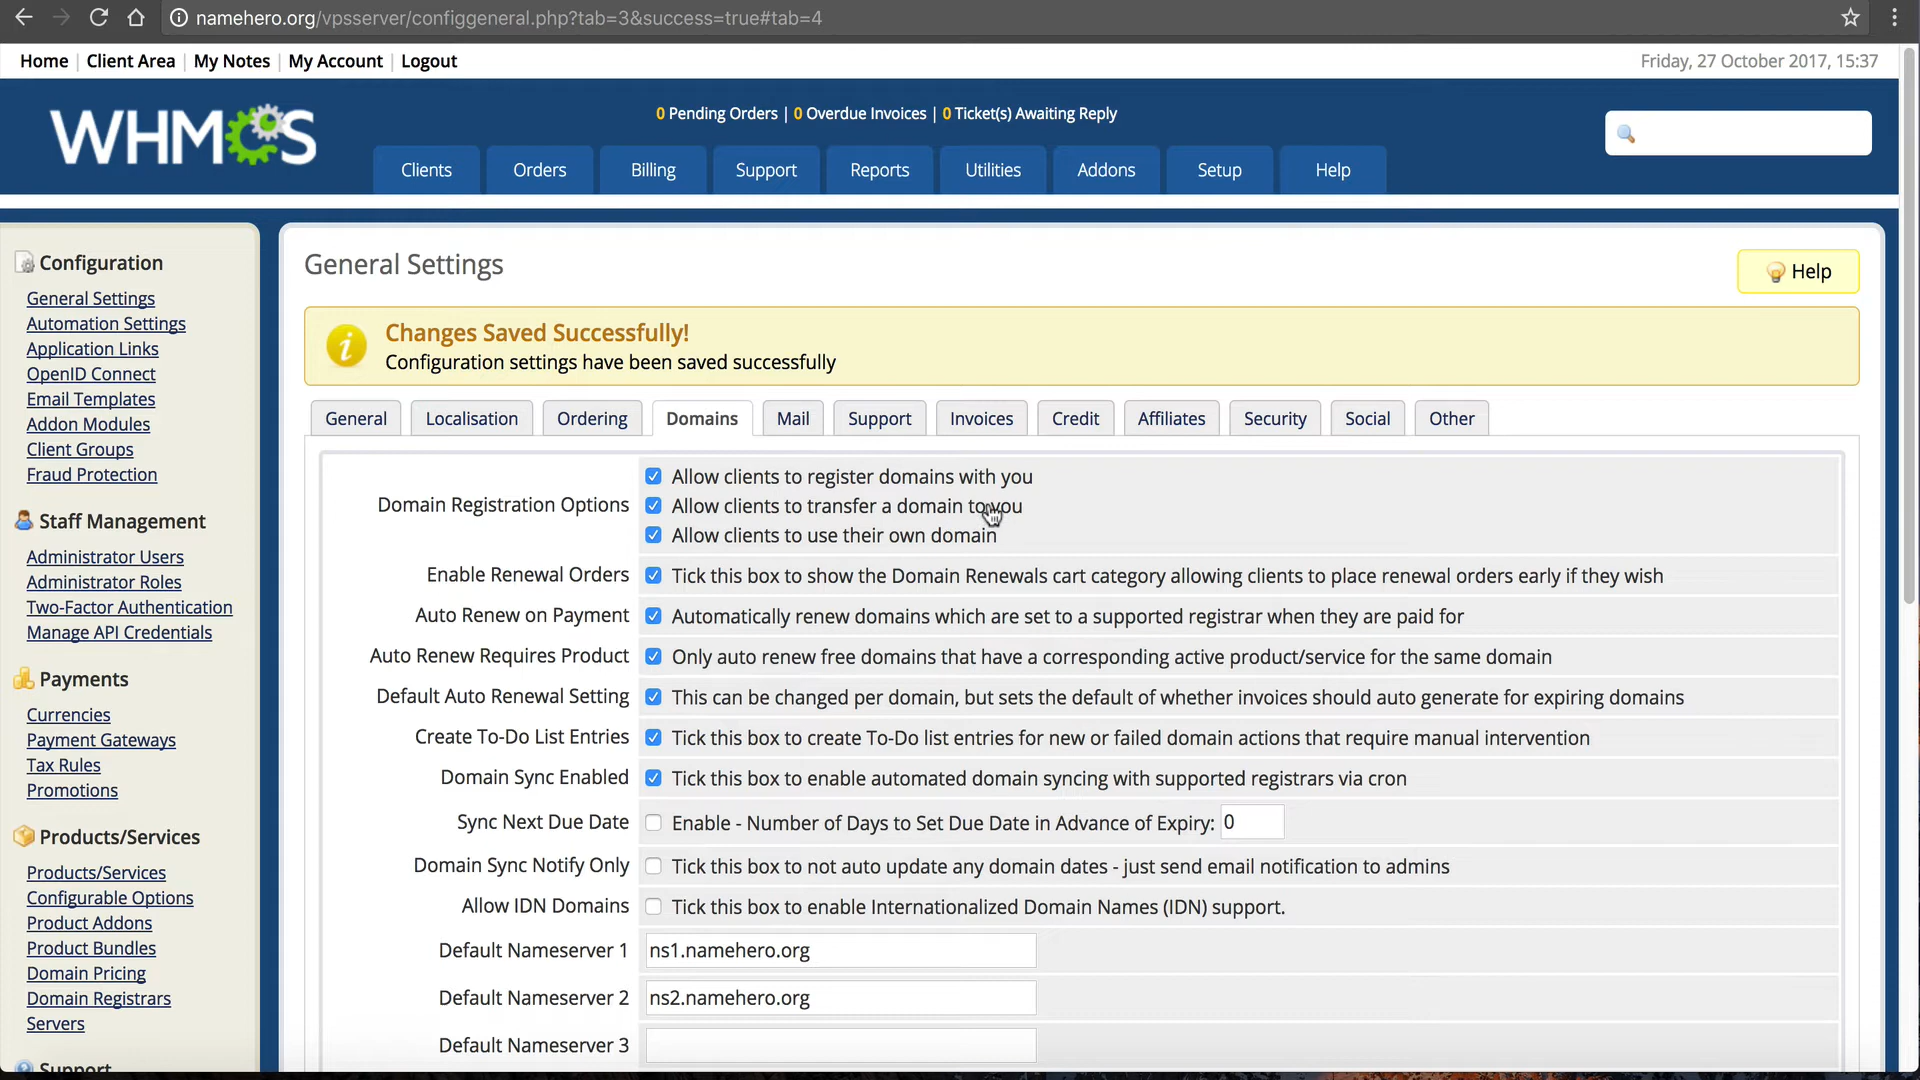 namehero.org/vpsserver/configgeneral.php?tab=3&success=true#tab=4
Home | Client Area | My Notes | My Account | Logout
Friday, 27 October 2017, 15:37
WHMCS
0 Pending Orders | 0 Overdue Invoices | 0 Ticket(s) Awaiting Reply
Clients Orders Billing Support Reports Utilities Addons Setup Help
Configuration
General Settings
Automation Settings
Application Links
OpenID Connect
Email Templates
Addon Modules
Client Groups
Fraud Protection
Staff Management
Administrator Users
Administrator Roles
Two-Factor Authentication
Manage API Credentials
Payments
Currencies
Payment Gateways
Tax Rules
Promotions
Products/Services
Products/Services
Configurable Options
Product Addons
Product Bundles
Domain Pricing
Domain Registrars
Servers
Support
General Settings
Help
Changes Saved Successfully!
Configuration settings have been saved successfully
General Localisation Ordering Domains Mail Support Invoices Credit Affiliates Security Social Other
Domain Registration Options
Allow clients to register domains with you
Allow clients to transfer a domain to you
Allow clients to use their own domain
Enable Renewal Orders Tick this box to show the Domain Renewals cart category allowing clients to place renewal orders early if they wish
Auto Renew on Payment Automatically renew domains which are set to a supported registrar when they are paid for
Auto Renew Requires Product Only auto renew free domains that have a corresponding active product/service for the same domain
Default Auto Renewal Setting This can be changed per domain, but sets the default of whether invoices should auto generate for expiring domains
Create To-Do List Entries Tick this box to create To-Do list entries for new or failed domain actions that require manual intervention
Domain Sync Enabled Tick this box to enable automated domain syncing with supported registrars via cron
Sync Next Due Date Enable - Number of Days to Set Due Date in Advance of Expiry: 0
Domain Sync Notify Only Tick this box to not auto update any domain dates - just send email notification to admins
Allow IDN Domains Tick this box to enable Internationalized Domain Names (IDN) support.
Default Nameserver 1 ns1.namehero.org
Default Nameserver 2 ns2.namehero.org
Default Nameserver 3